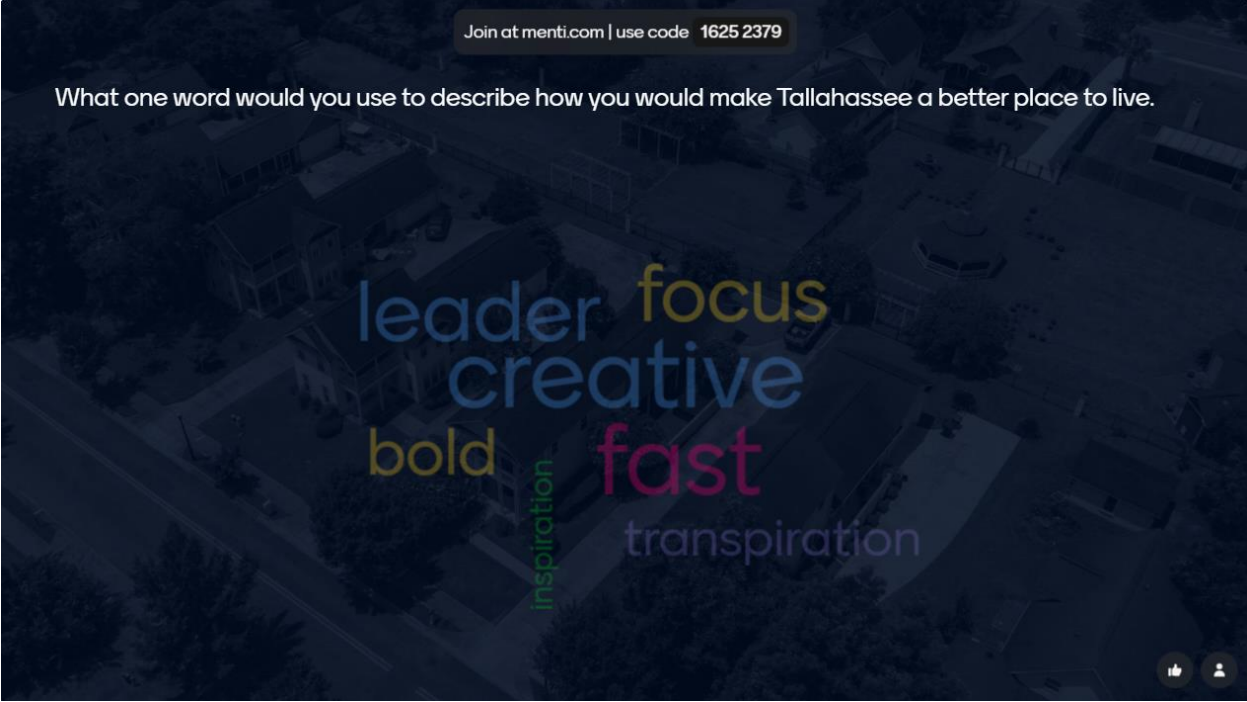 Join at menti.com | use code 1625 2379
What one word would you use to describe how you would make Tallahassee a better place to live.
leader
focus
creative
bold
fast
inspiration
transpiration